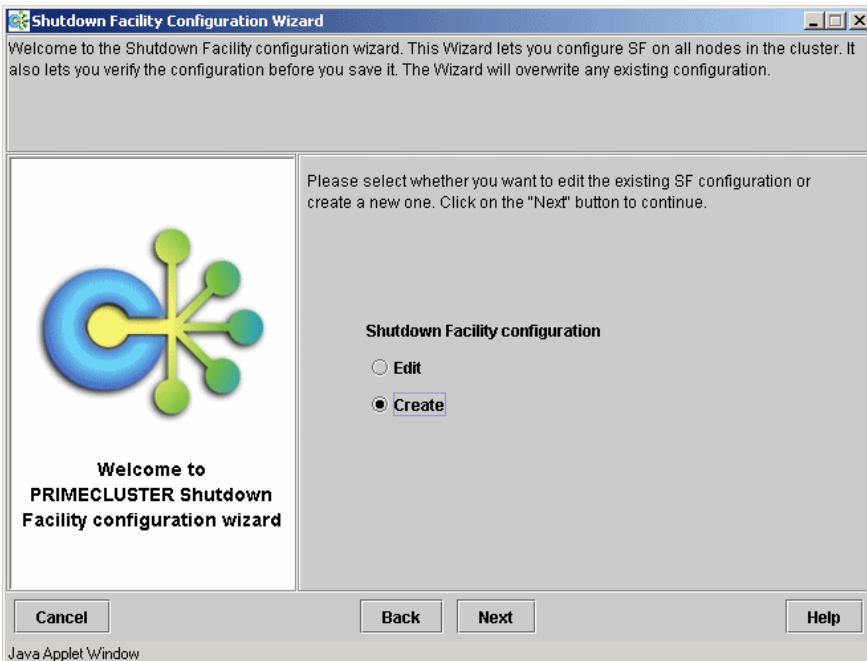 Shutdown Facility Configuration Wizard
Welcome to the Shutdown Facility configuration wizard. This Wizard lets you configure SF on all nodes in the cluster. It
also lets you verify the configuration before you save it. The Wizard will overwrite any existing configuration.
Please select whether you want to edit the existing SF configuration or
create a new one. Click on the "Next" button to continue.
Shutdown Facility configuration
Edit
Create
Welcome to
PRIMECLUSTER Shutdown
Facility configuration wizard
Cancel
Back
Next
Help
Java Applet Window